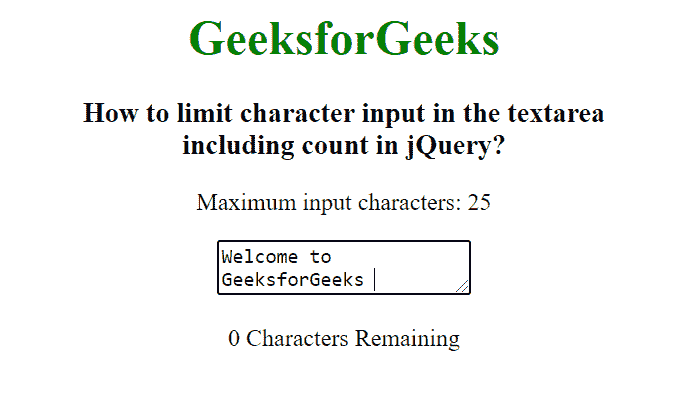 GeeksforGeeks
How to limit character input in the textarea
including count in jQuery?
Maximum input characters: 25
Welcome to
GeeksforGeeks
0 Characters Remaining